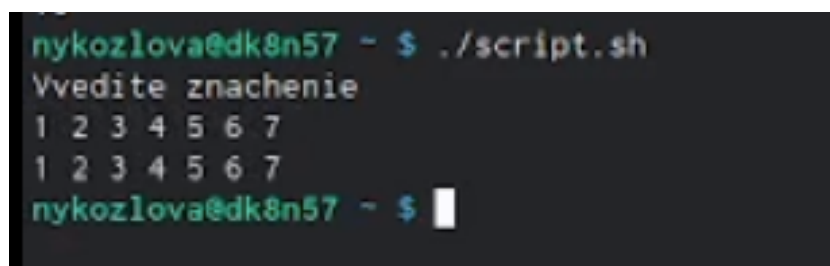 nykozlova@dk8n57 ~ $ ./script.sh
Vvedite znachenie
1 2 3 4 5 6 7
1 2 3 4 5 6 7
nykozlova@dk8n57 ~ $